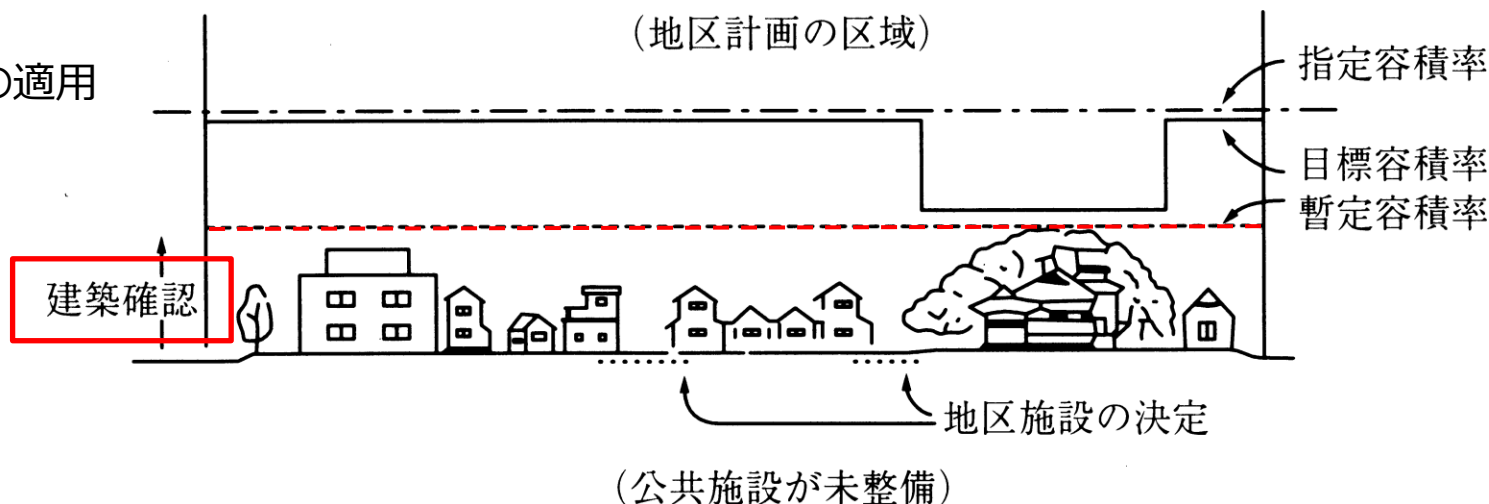 （地区計画の区域）
の適用
指定容積率
目標容積率
暫定容積率
建築確認
地区施設の決定
（公共施設が未整備）